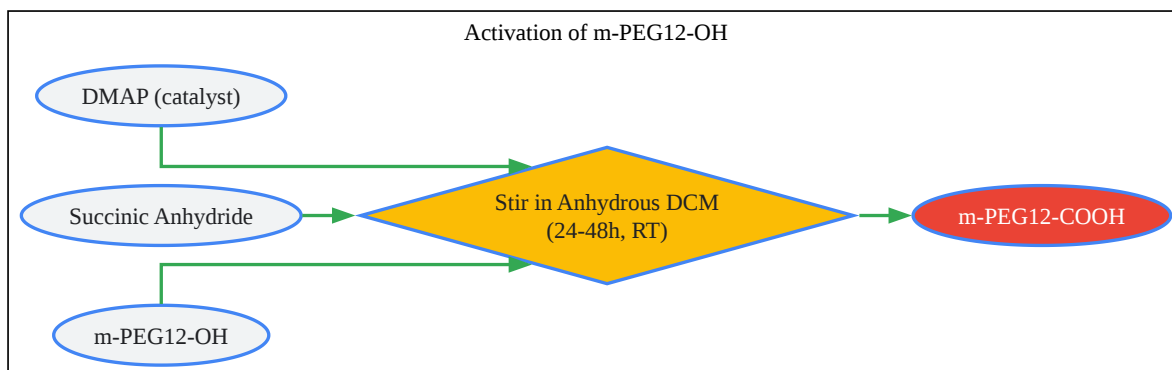 Activation of m-PEG12-OH
DMAP (catalyst)
Succinic Anhydride
m-PEG12-OH
Stir in Anhydrous DCM
(24-48h, RT)
m-PEG12-COOH